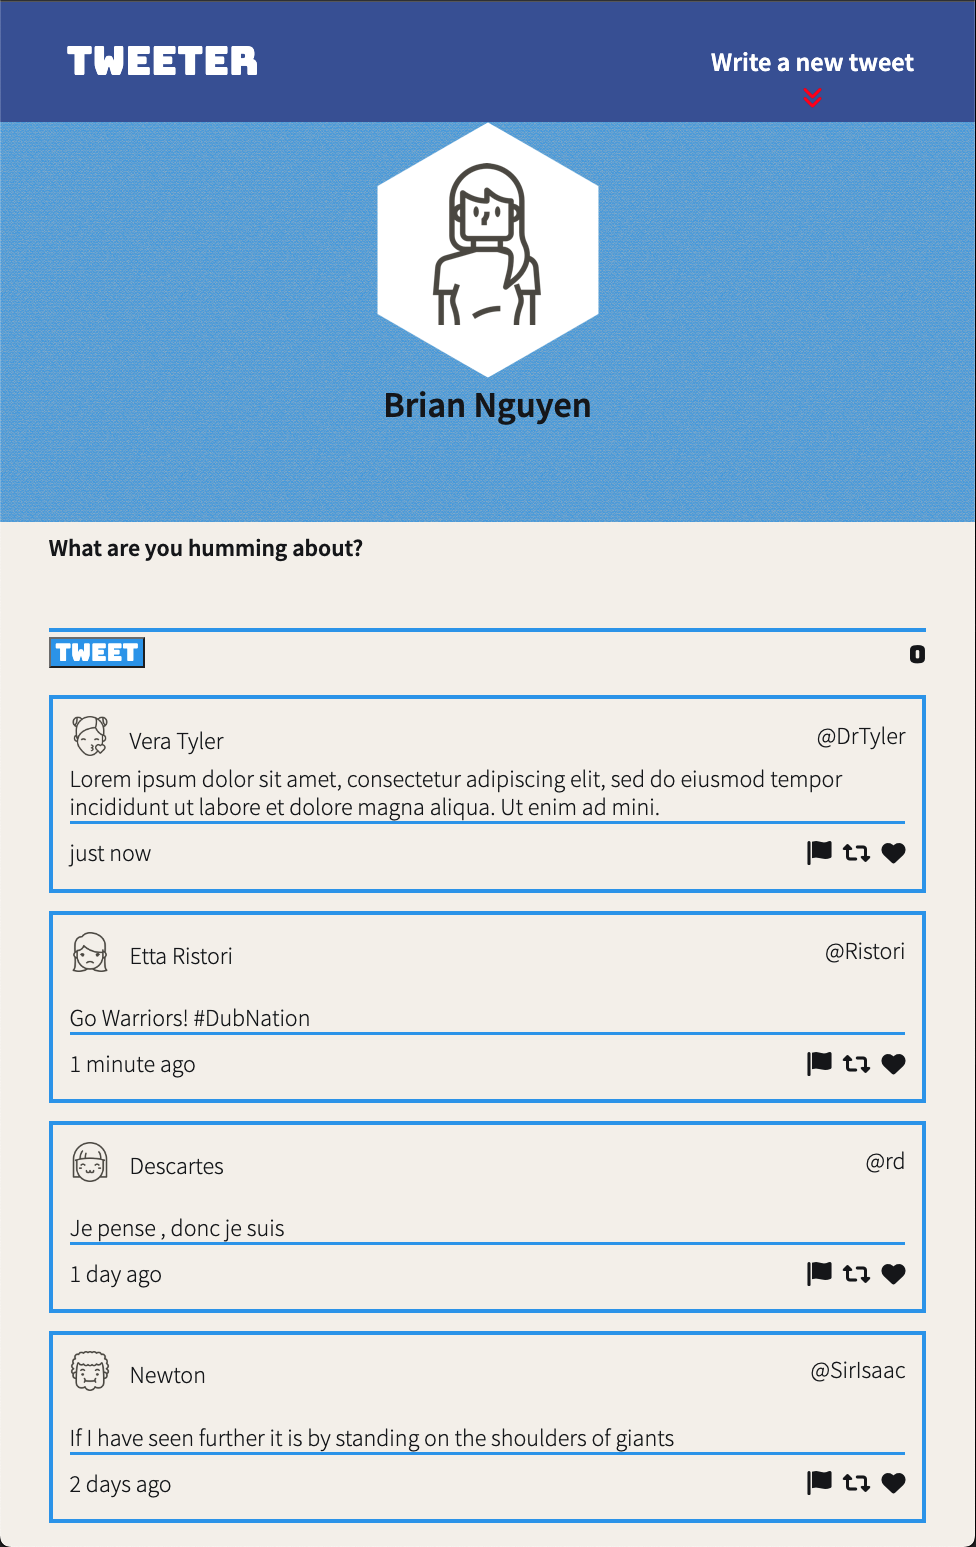 TWEETER
Write a new tweet
Brian Nguyen
What are you humming about?
TWEET
0
Vera Tyler
@DrTyler
Lorem ipsum dolor sit amet, consectetur adipiscing elit, sed do eiusmod tempor
incididunt ut labore et dolore magna aliqua. Ut enim ad mini.
just now
Etta Ristori
@Ristori
Go Warriors! #DubNation
1 minute ago
Descartes
@rd
Je pense , donc je suis
1 day ago
Newton
@SirIsaac
If I have seen further it is by standing on the shoulders of giants
2 days ago